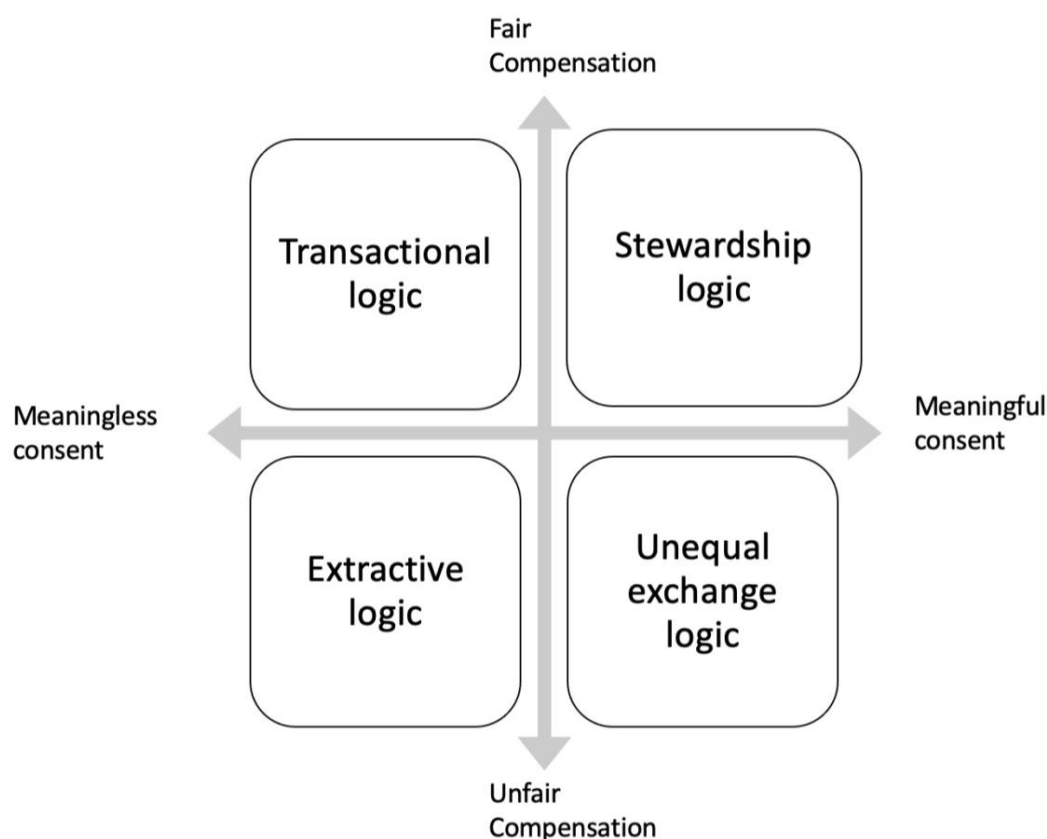 Fair
Compensation
Transactional
logic
Stewardship
logic
Meaningless
consent
Meaningful
consent
Extractive
logic
Unequal
exchange
logic
Unfair
Compensation